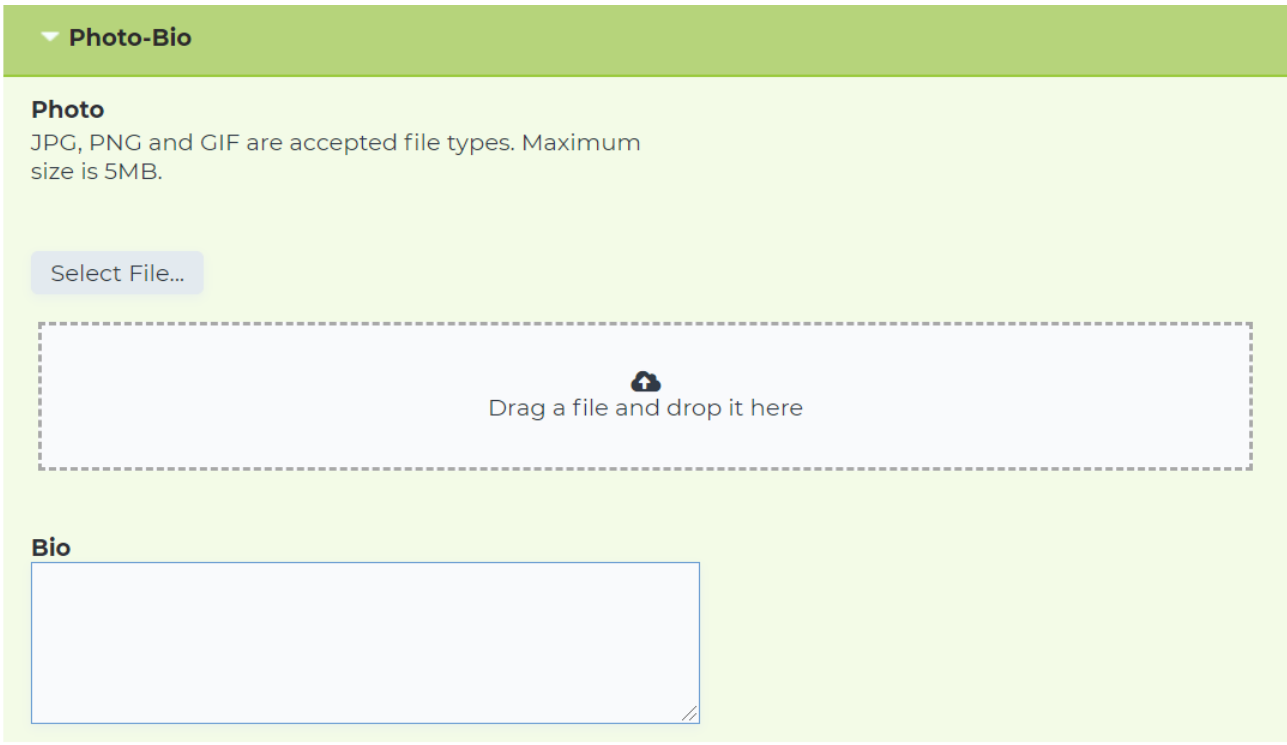 Photo-Bio
Photo
JPG, PNG and GIF are accepted file types. Maximum
size is 5MB.
Select File...
Drag a file and drop it here
Bio